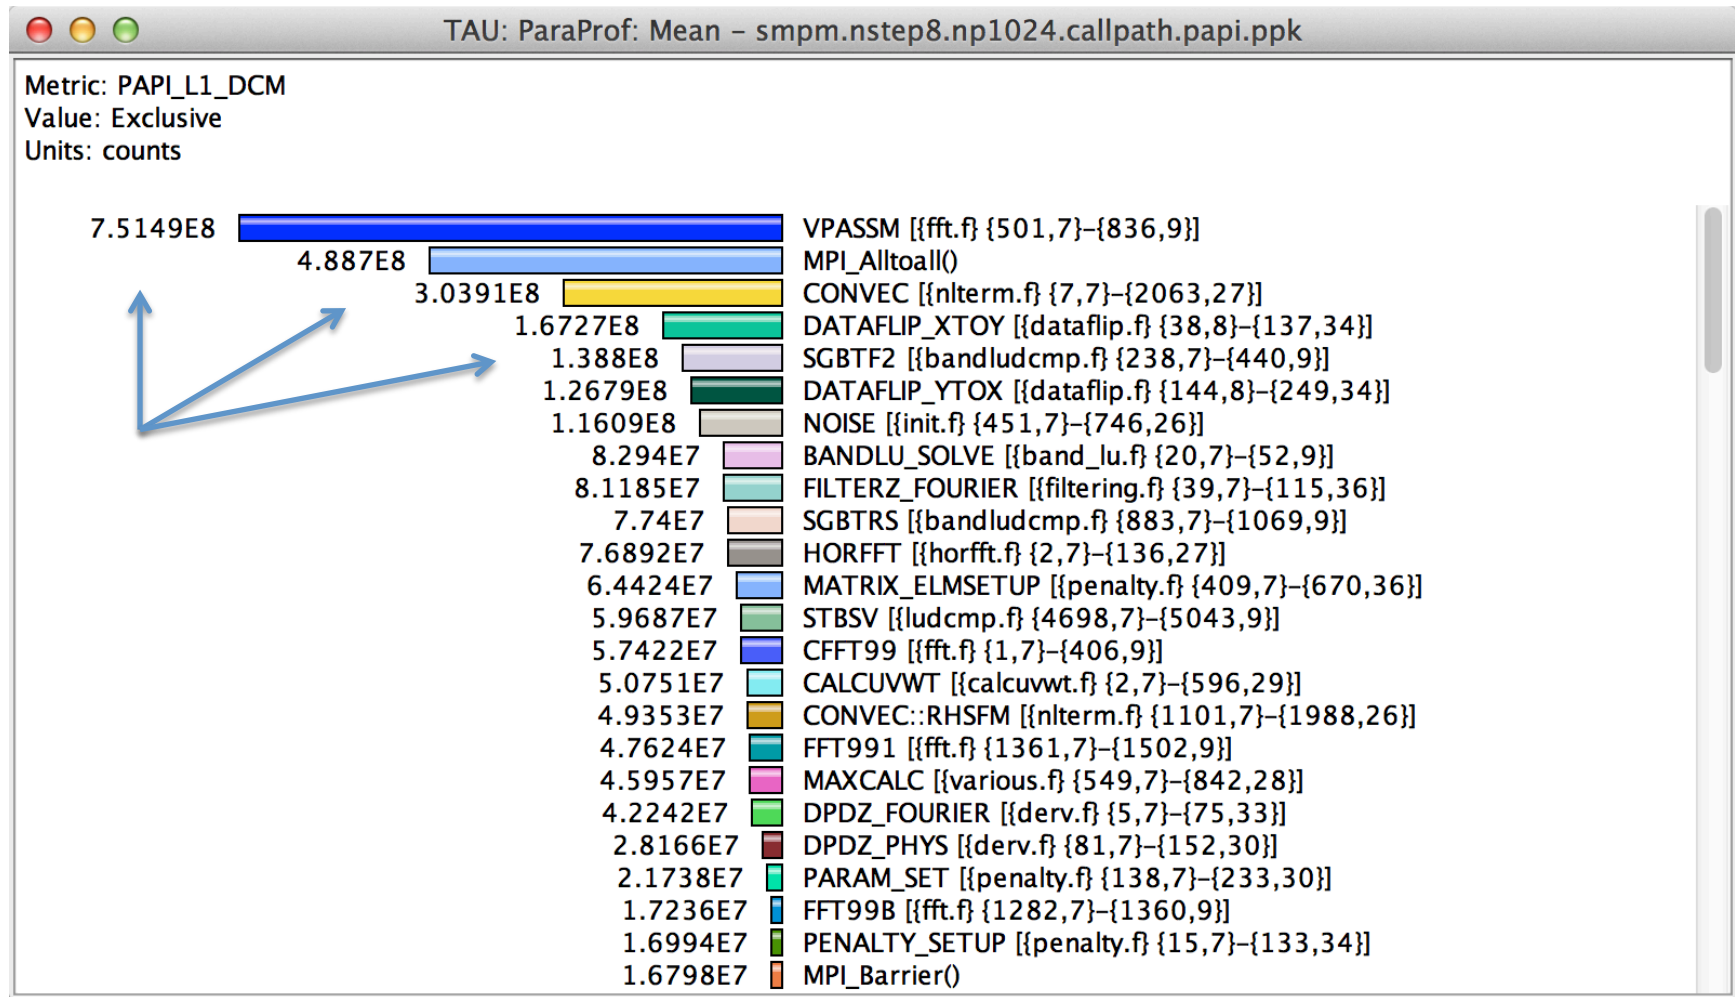 TAU: ParaProf: Mean – smpm.nstep8.np1024.callpath.papi.ppk
Metric: PAPI_L1_DCM
Value: Exclusive
Units: counts
7.5149E8 VPASSM [{fft.f} {501,7}–{836,9}]
4.887E8 MPI_Alltoall()
3.0391E8 CONVEC [{nlterm.f} {7,7}–{2063,27}]
1.6727E8 DATAFLIP_XTOY [{dataflip.f} {38,8}–{137,34}]
1.388E8 SGBTF2 [{bandludcmp.f} {238,7}–{440,9}]
1.2679E8 DATAFLIP_YTOX [{dataflip.f} {144,8}–{249,34}]
1.1609E8 NOISE [{init.f} {451,7}–{746,26}]
8.294E7 BANDLU_SOLVE [{band_lu.f} {20,7}–{52,9}]
8.1185E7 FILTERZ_FOURIER [{filtering.f} {39,7}–{115,36}]
7.74E7 SGBTRS [{bandludcmp.f} {883,7}–{1069,9}]
7.6892E7 HORFFT [{horfft.f} {2,7}–{136,27}]
6.4424E7 MATRIX_ELMSETUP [{penalty.f} {409,7}–{670,36}]
5.9687E7 STBSV [{ludcmp.f} {4698,7}–{5043,9}]
5.7422E7 CFFT99 [{fft.f} {1,7}–{406,9}]
5.0751E7 CALCUVWT [{calcuvwt.f} {2,7}–{596,29}]
4.9353E7 CONVEC::RHSFM [{nlterm.f} {1101,7}–{1988,26}]
4.7624E7 FFT991 [{fft.f} {1361,7}–{1502,9}]
4.5957E7 MAXCALC [{various.f} {549,7}–{842,28}]
4.2242E7 DPDZ_FOURIER [{derv.f} {5,7}–{75,33}]
2.8166E7 DPDZ_PHYS [{derv.f} {81,7}–{152,30}]
2.1738E7 PARAM_SET [{penalty.f} {138,7}–{233,30}]
1.7236E7 FFT99B [{fft.f} {1282,7}–{1360,9}]
1.6994E7 PENALTY_SETUP [{penalty.f} {15,7}–{133,34}]
1.6798E7 MPI_Barrier()